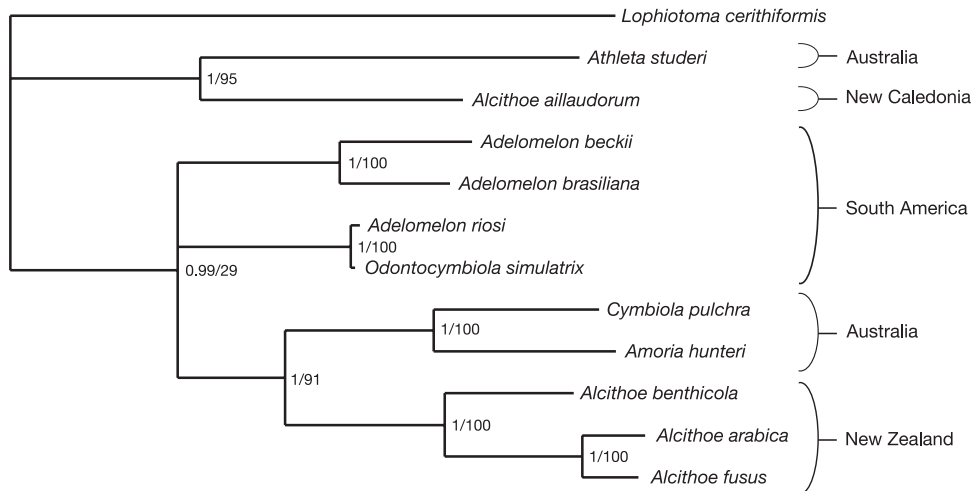 Lophiotoma cerithiformis
Athleta studeri
Australia
1/95
Alcithoe aillaudorum
New Caledonia
Adelomelon beckii
1/100
Adelomelon brasiliana
South America
Adelomelon riosi
1/100
Odontocymbiola simulatrix
0.99/29
Cymbiola pulchra
1/100
Australia
Amoria hunteri
1/91
Alcithoe benthicola
1/100
Alcithoe arabica
New Zealand
1/100
Alcithoe fusus